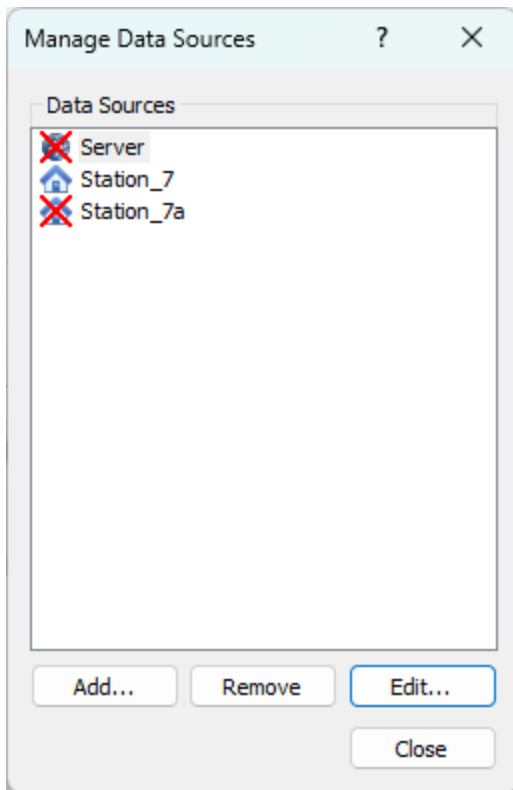 Manage Data Sources ? ×
Data Sources
Server
Station_7
Station_7a
Add... Remove Edit...
Close